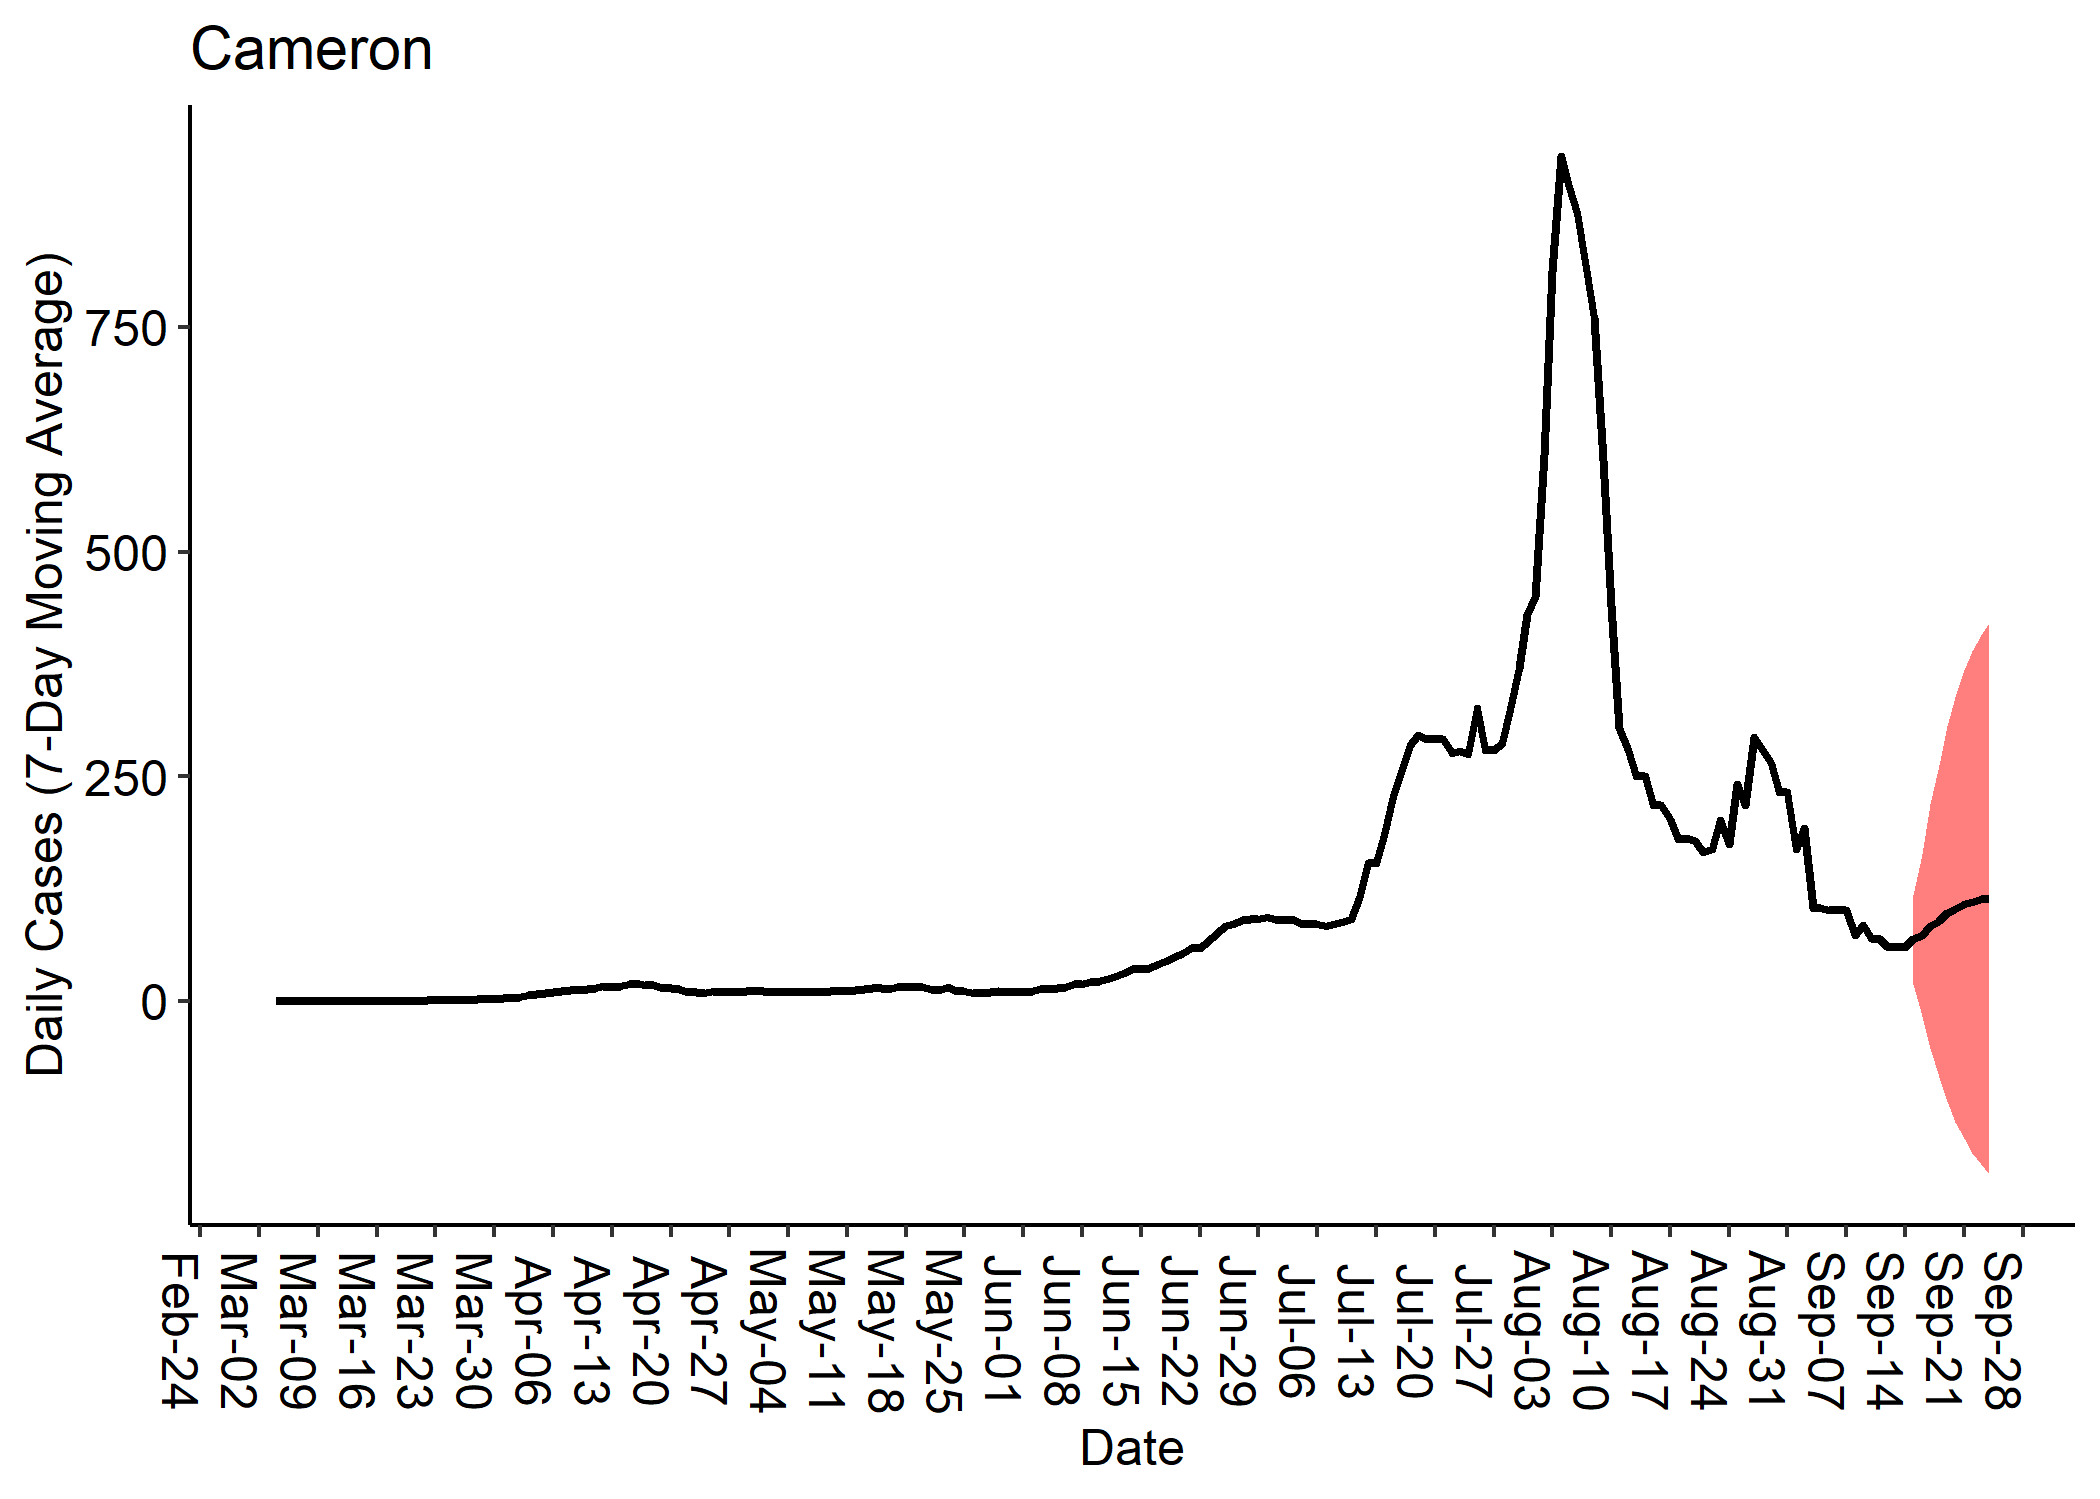 Cameron
Daily Cases (7-Day Moving Average)
750
500
250
0
Feb-24
Mar-02
Mar-09
Mar-16
Mar-23
Mar-30
Apr-06
Apr-13
Apr-20
Apr-27
May-04
May-11
May-18
May-25
Jun-01
Jun-08
Jun-15
Jun-22
Jun-29
Jul-06
Jul-13
Jul-20
Jul-27
Aug-03
Aug-10
Aug-17
Aug-24
Aug-31
Sep-07
Sep-14
Sep-21
Sep-28
Date